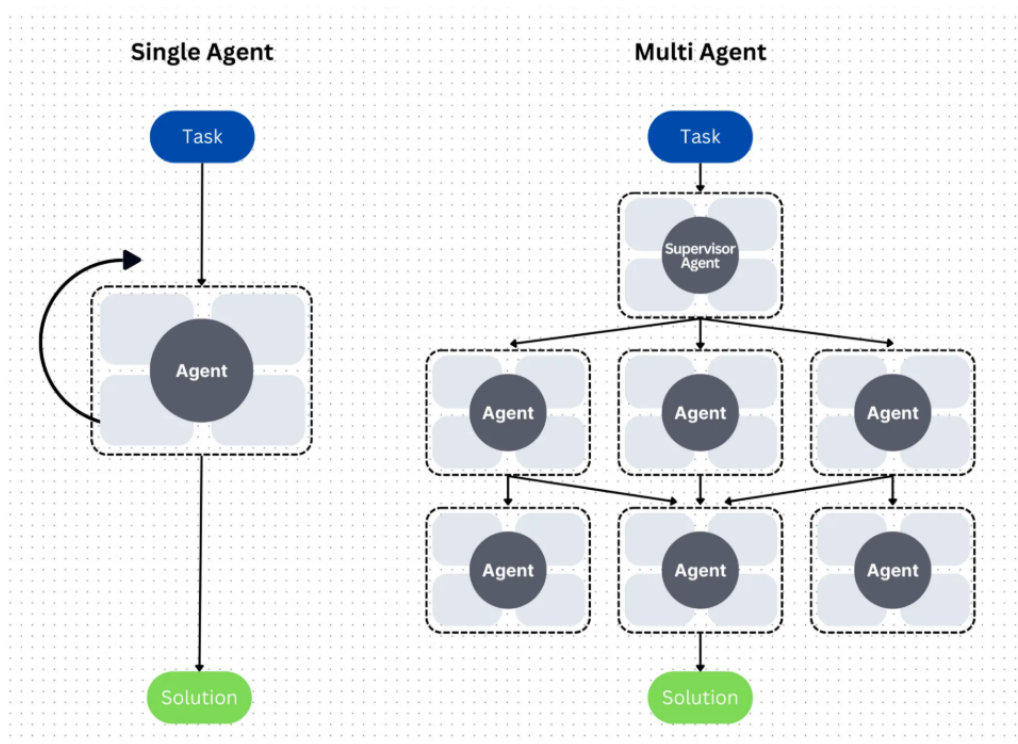 Single Agent
Task
Agent
Solution
Multi Agent
Task
Supervisor
Agent
Agent
Agent
Agent
Agent
Agent
Agent
Solution